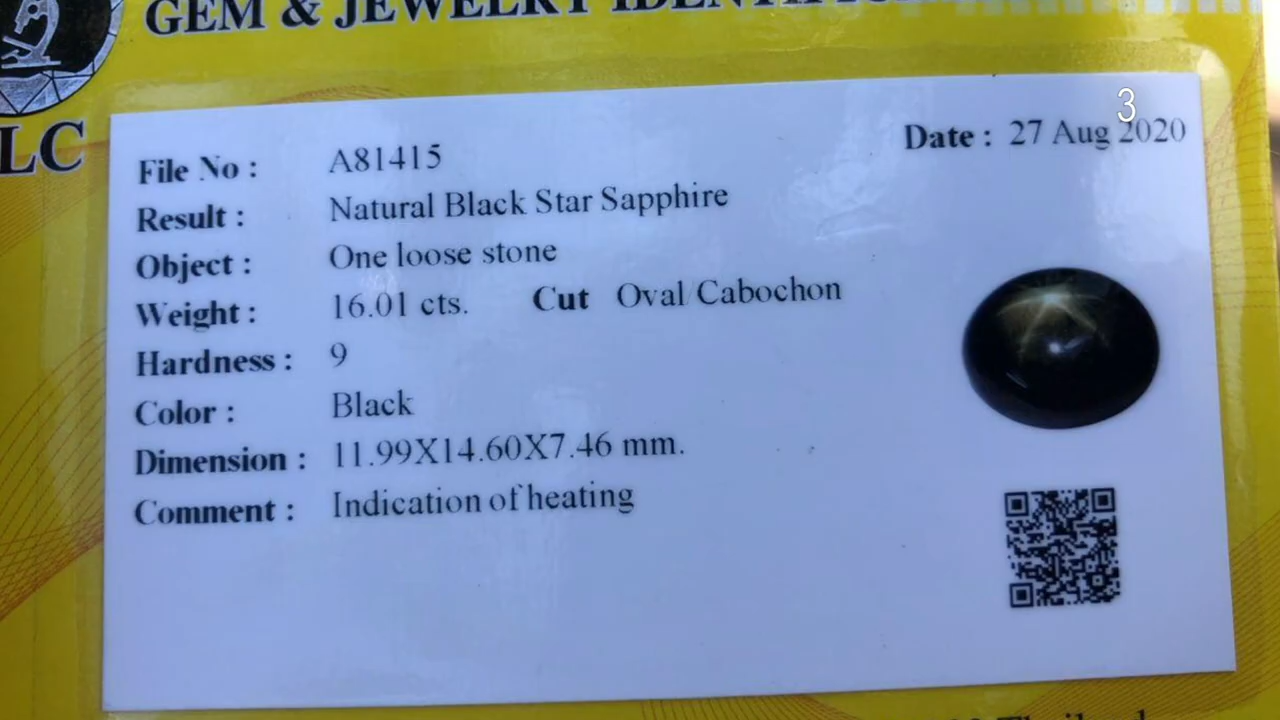 GEM & JEWELRY
LC
3
Date : 27 Aug 2020
File No : A81415
Result : Natural Black Star Sapphire
Object : One loose stone
Weight : 16.01 cts. Cut Oval Cabochon
Hardness : 9
Color : Black
Dimension : 11.99X14.60X7.46 mm.
Comment : Indication of heating